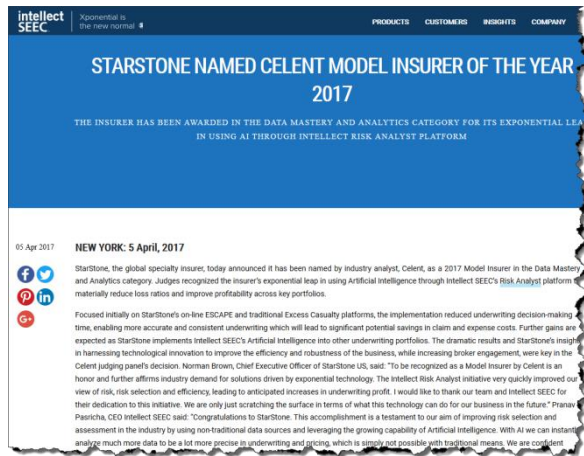 intellect
SEEC
Xponential is
the new normal
PRODUCTS CUSTOMERS INSIGHTS COMPANY
STARSTONE NAMED CELENT MODEL INSURER OF THE YEAR
2017
THE INSURER HAS BEEN AWARDED IN THE DATA MASTERY AND ANALYTICS CATEGORY FOR ITS EXPONENTIAL LEA
IN USING AI THROUGH INTELLECT RISK ANALYST PLATFORM
05 Apr 2017
NEW YORK: 5 April, 2017
StarStone, the global specialty insurer, today announced it has been named by industry analyst, Celent, as a 2017 Model Insurer in the Data Mastery
and Analytics category. Judges recognized the insurer's exponential leap in using Artificial Intelligence through Intellect SEEC's Risk Analyst platform
materially reduce loss ratios and improve profitability across key portfolios.
Focused initially on StarStone's on-line ESCAPE and traditional Excess Casualty platforms, the implementation reduced underwriting decision-making
time, enabling more accurate and consistent underwriting which will lead to significant potential savings in claim and expense costs. Further gains are
expected as StarStone implements Intellect SEEC's Artificial Intelligence into other underwriting portfolios. The dramatic results and StarStone's insight
in harnessing technological innovation to improve the efficiency and robustness of the business, while increasing broker engagement, were key in the
Celent judging panel's decision. Norman Brown, Chief Executive Officer of StarStone US, said: "To be recognized as a Model Insurer by Celent is an
honor and further affirms industry demand for solutions driven by exponential technology. The Intellect Risk Analyst initiative very quickly improved our
view of risk, risk selection and efficiency, leading to anticipated increases in underwriting profit. I would like to thank our team and Intellect SEEC for
their dedication to this initiative. We are only just scratching the surface in terms of what this technology can do for our business in the future." Pranav
Pasricha, CEO Intellect SEEC said: "Congratulations to StarStone. This accomplishment is a testament to our aim of improving risk selection and
assessment in the industry by using non-traditional data sources and leveraging the growing capability of Artificial Intelligence. With AI we can instant
analyze much more data to be a lot more precise in underwriting and pricing, which is simply not possible with traditional means. We are confident